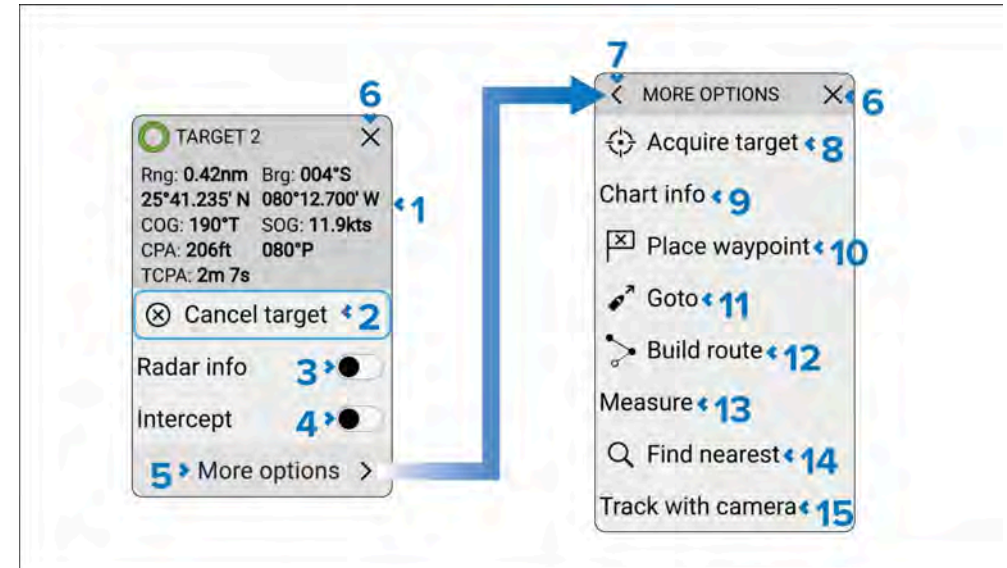 6
TARGET 2
Rng: 0.42nm Brg: 004°S
25°41.235' N 080°12.700' W
1
COG: 190°T SOG: 11.9kts
CPA: 206ft 080°P
TCPA: 2m 7s
Cancel target 2
Radar info 3
Intercept 4
5 More options
7
MORE OPTIONS 6
Acquire target 8
Chart info 9
Place waypoint 10
Goto 11
Build route 12
Measure 13
Find nearest 14
Track with camera 15